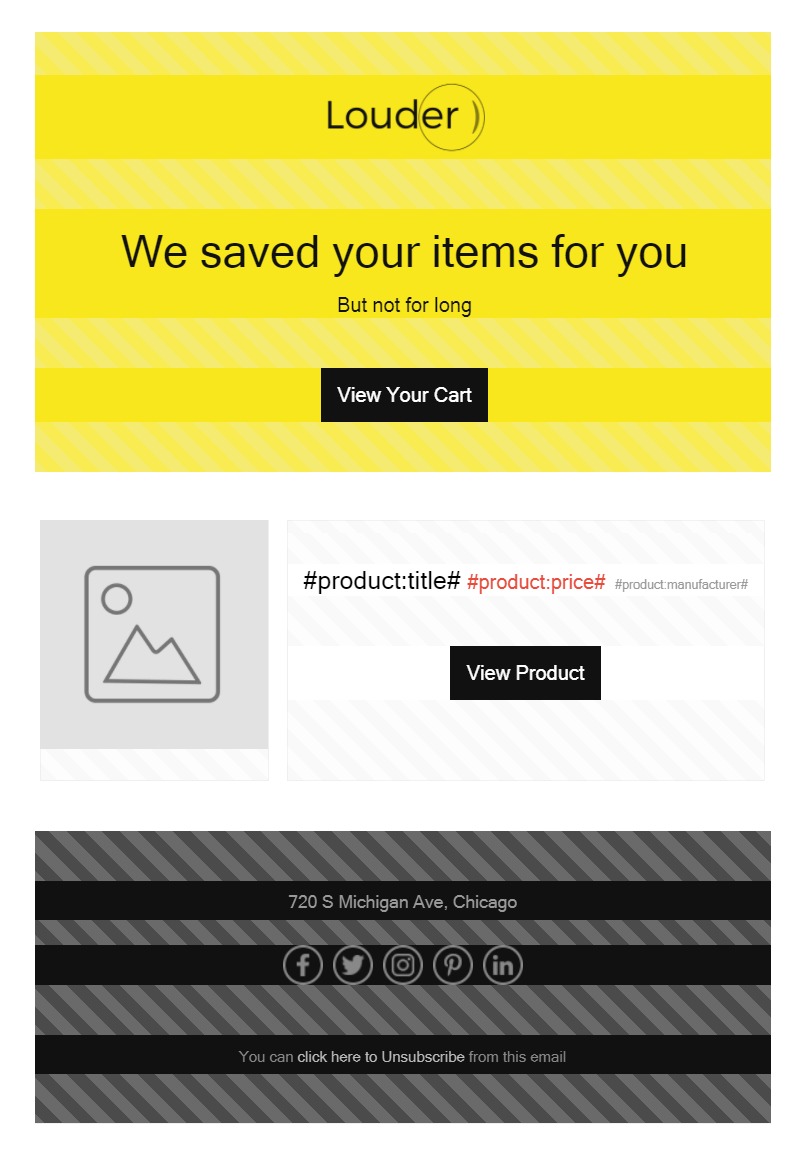 Louder )
We saved your items for you
But not for long
View Your Cart
#product:title# #product:price# #product:manufacturer#
View Product
720 S Michigan Ave, Chicago
You can click here to Unsubscribe from this email